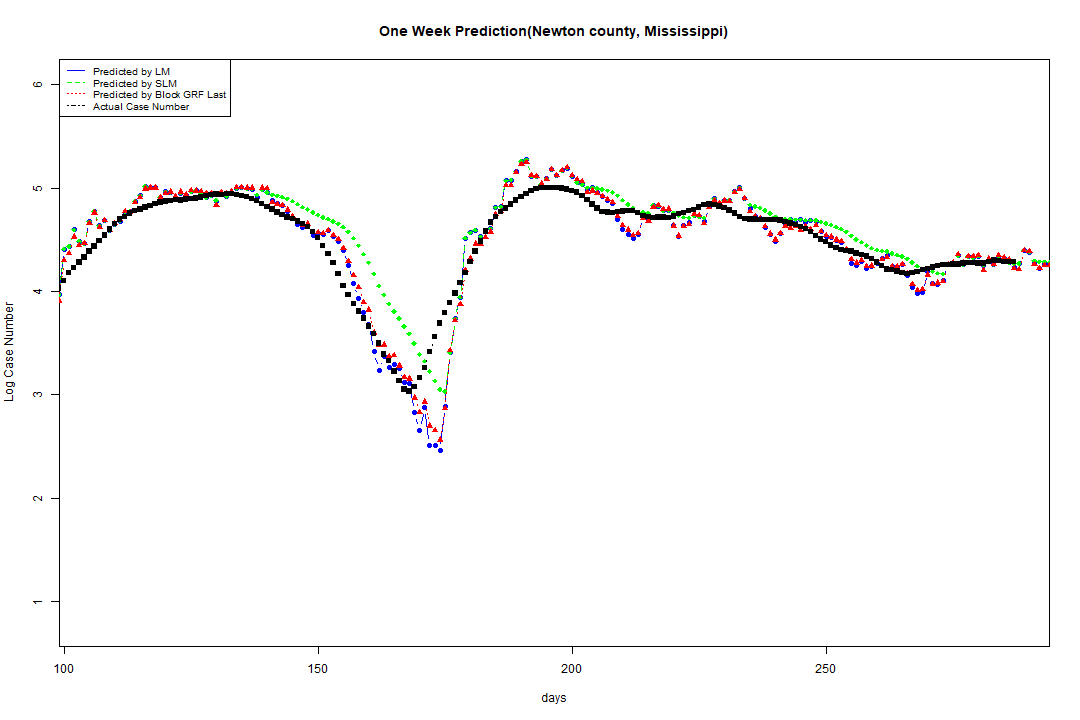 One Week Prediction(Newton county, Mississippi)
Predicted by LM
Predicted by SLM
Predicted by Block GRF Last
Actual Case Number
6
5
4
3
2
1
Log Case Number
100 150 200 250
days